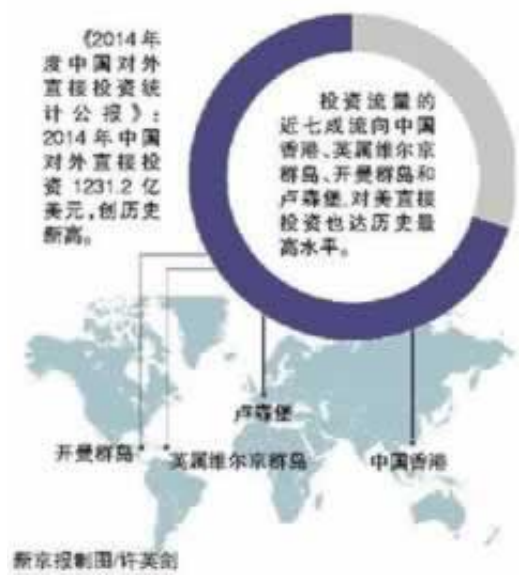 《2014年
度中国对外
直接投资统
计公报》:
2014年中国
对外直接投
资1231.2亿
美元,创历史
新高。
投资流量的
近七成流向中国
香港、英属维尔京
群岛、开曼群岛和
卢森堡,对美直接
投资也达历史最
高水平。
卢森堡
开曼群岛
英属维尔京群岛
中国香港
新京报制图/许英剑